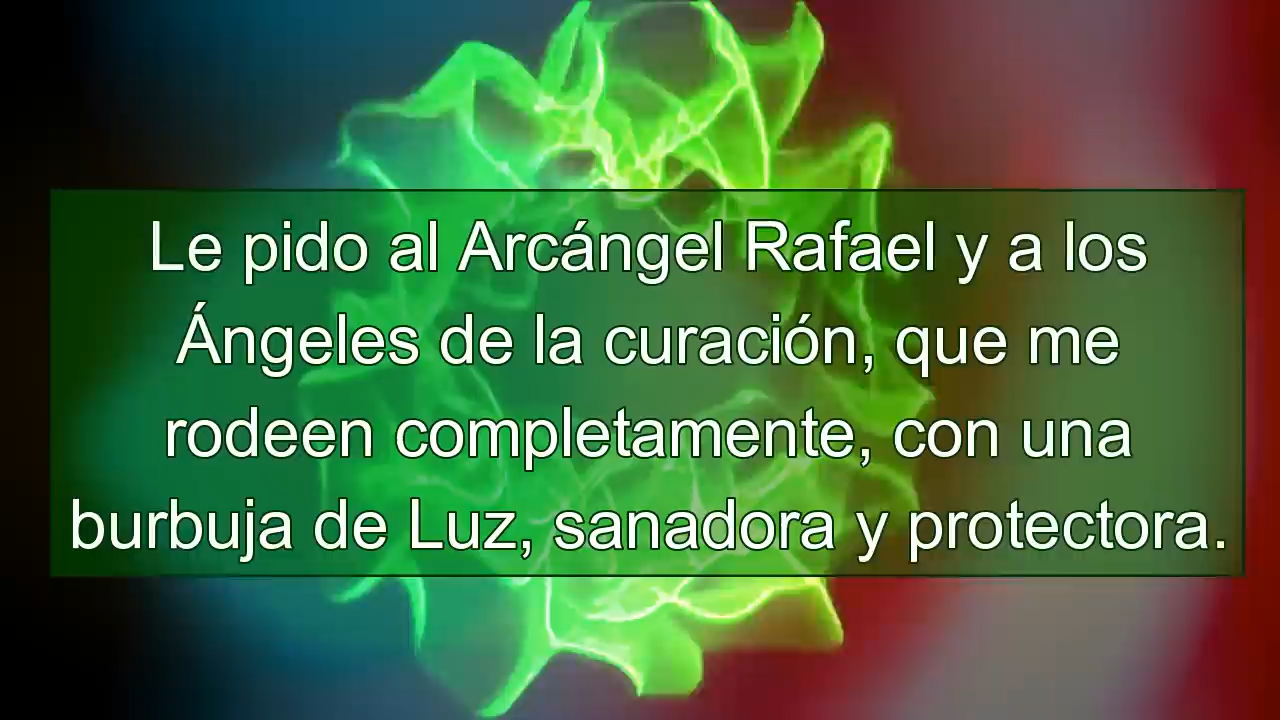 Le pido al Arcángel Rafael y a los
Ángeles de la curación, que me
rodeen completamente, con una
burbuja de Luz, sanadora y protectora.